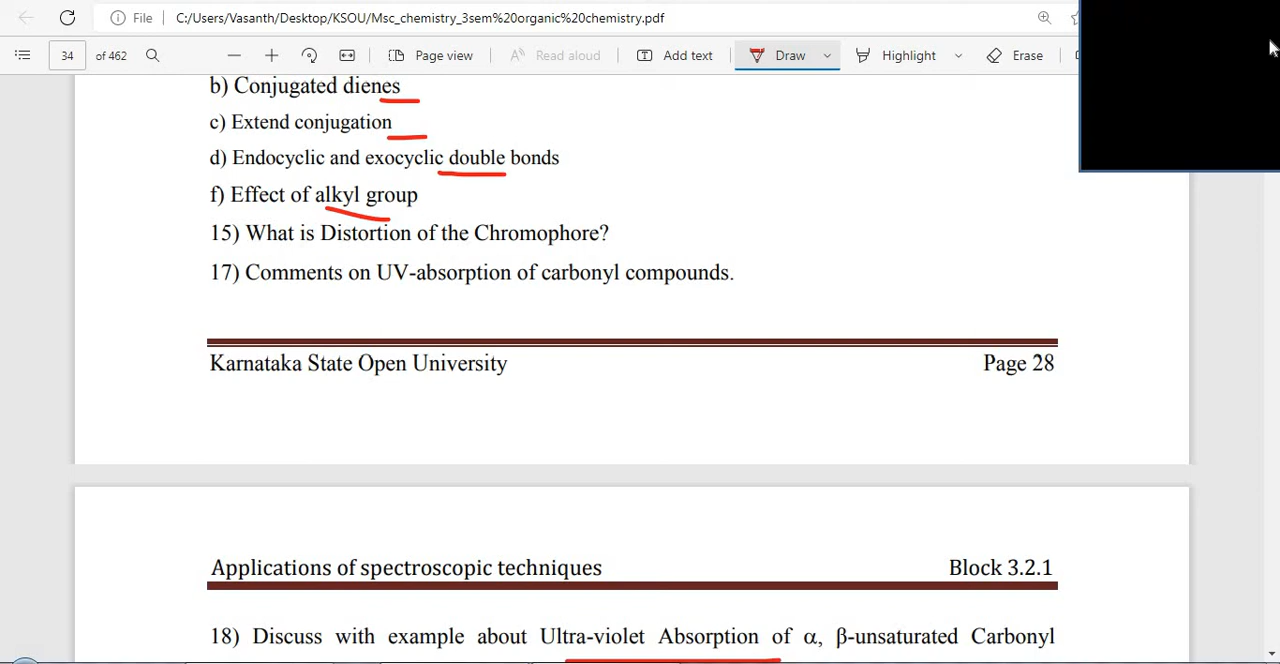 File
C:/Users/Vasanth/Desktop/KSOU/Msc_chemistry_3sem%20organic%20chemistry.pdf
34 of 462
Page view
Read aloud
Add text
Draw
Highlight
Erase
b) Conjugated dienes
c) Extend conjugation
d) Endocyclic and exocyclic double bonds
f) Effect of alkyl group
15) What is Distortion of the Chromophore?
17) Comments on UV-absorption of carbonyl compounds.
Karnataka State Open University Page 28
Applications of spectroscopic techniques Block 3.2.1
18) Discuss with example about Ultra-violet Absorption of α, β-unsaturated Carbonyl